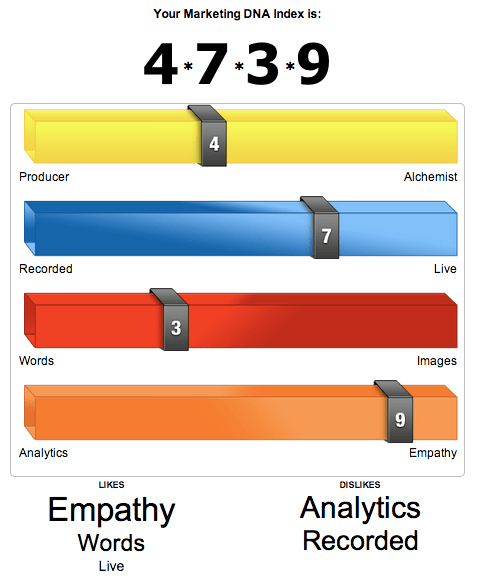 Your Marketing DNA Index is:
4*7*3*9
4
Producer Alchemist
7
Recorded Live
3
Words Images
9
Analytics Empathy
LIKES DISLIKES
Empathy Analytics
Words Recorded
Live